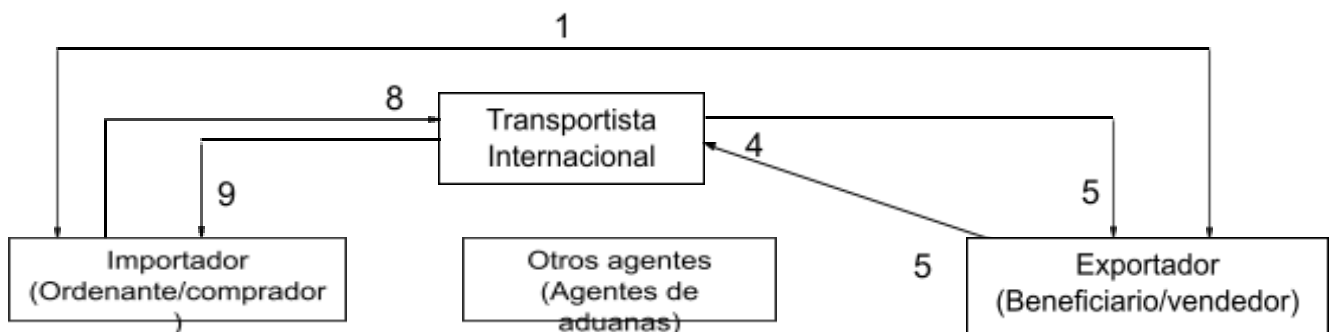 1
8
Transportista
Internacional
4
9
5
Importador
(Ordenante/comprador
)
Otros agentes
(Agentes de
aduanas)
5
Exportador
(Beneficiario/vendedor)